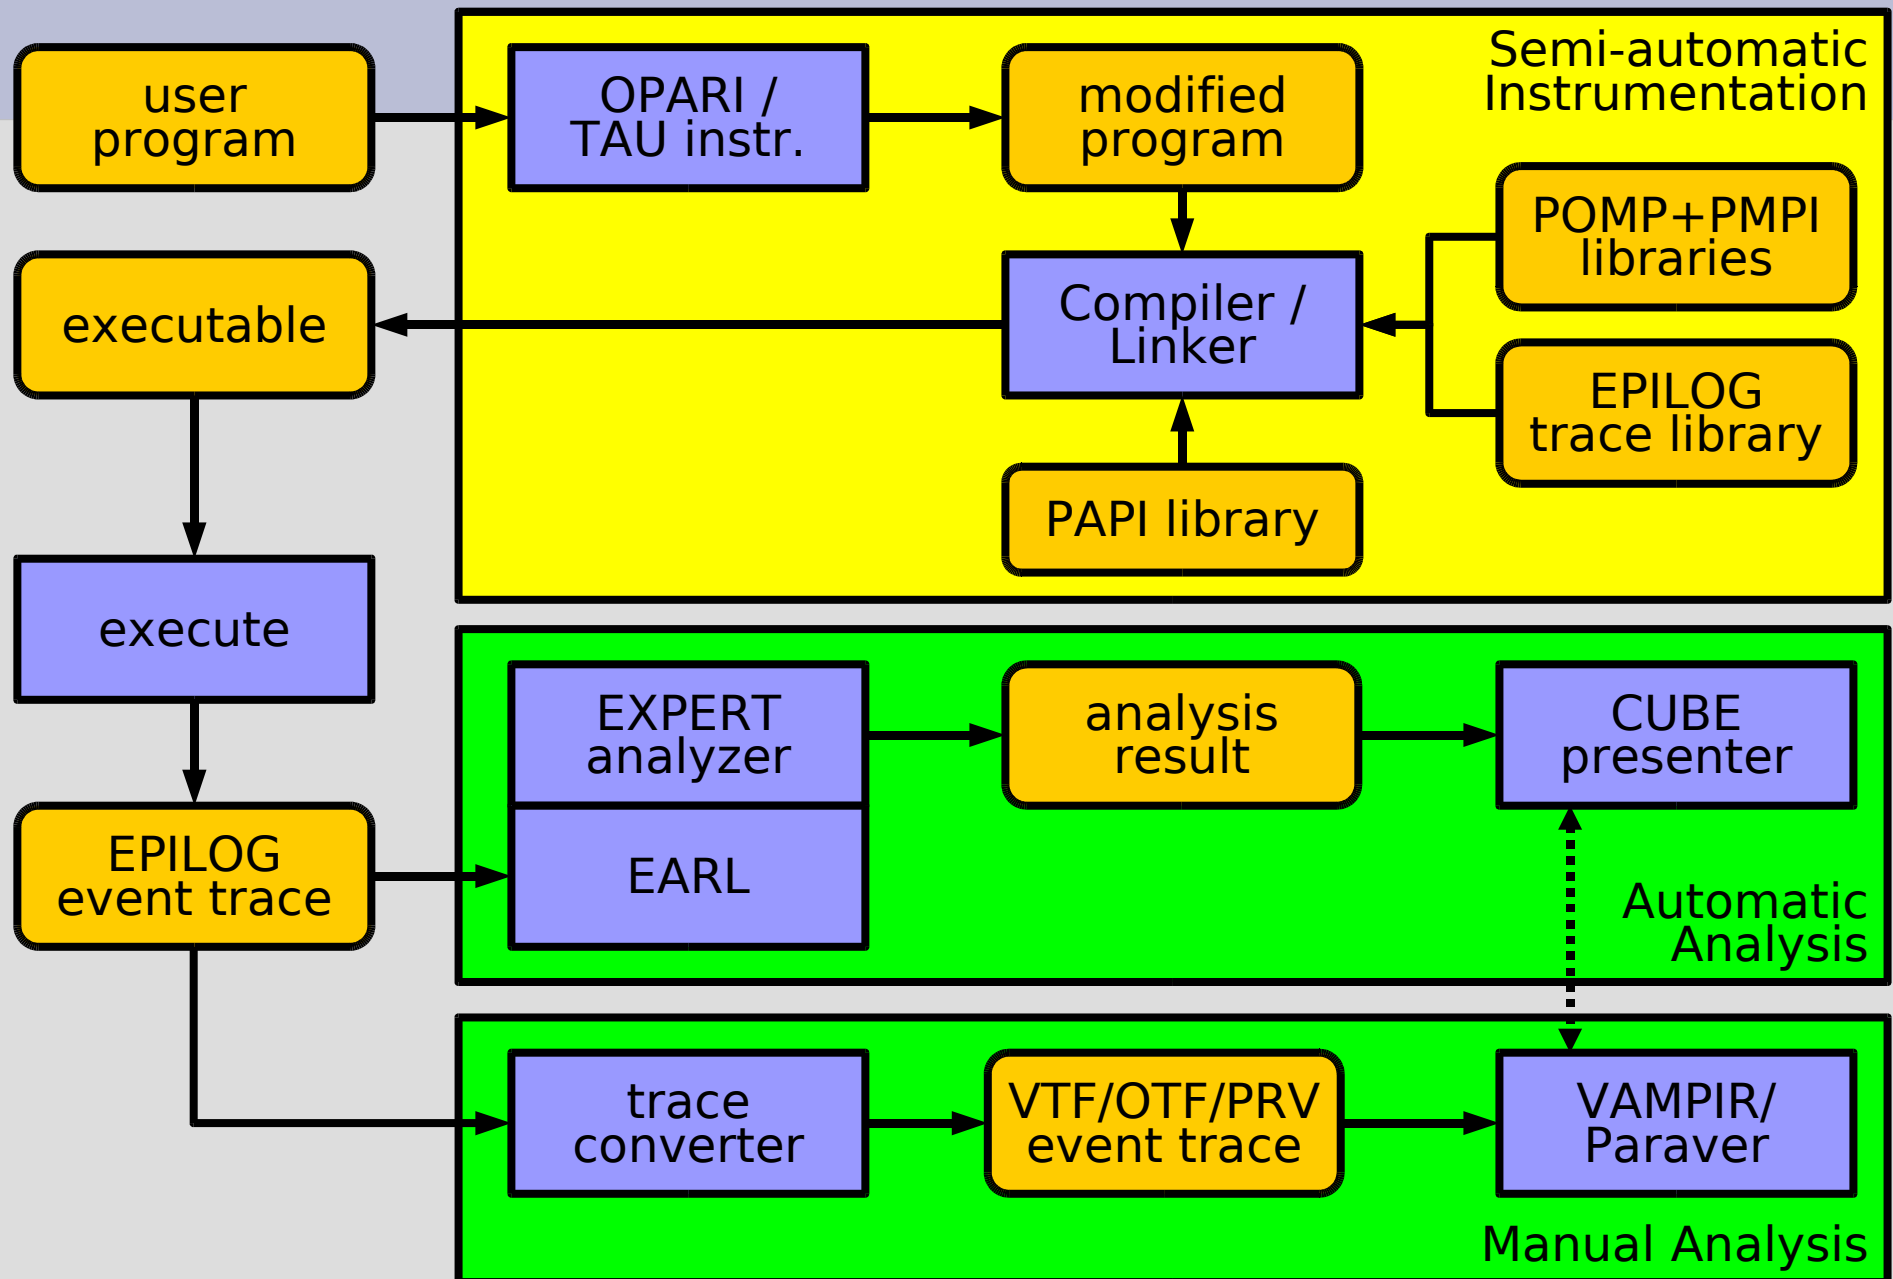 user
program
OPARI /
TAU instr.
modified
program
Semi-automatic
Instrumentation
POMP+PMPI
libraries
executable
Compiler /
Linker
EPILOG
trace library
PAPI library
execute
EXPERT
analyzer
analysis
result
CUBE
presenter
EPILOG
event trace
EARL
Automatic
Analysis
trace
converter
VTF/OTF/PRV
event trace
VAMPIR/
Paraver
Manual Analysis